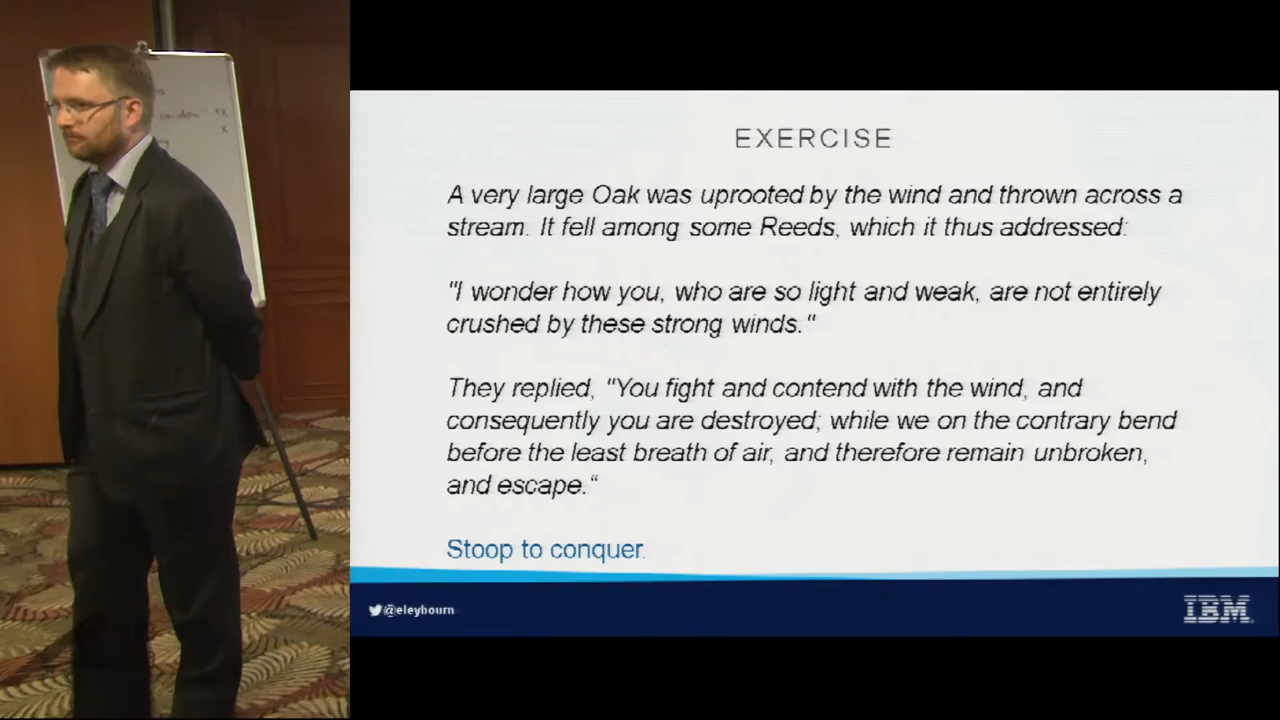 EXERCISE
A very large Oak was uprooted by the wind and thrown across a
stream. It fell among some Reeds, which it thus addressed:
"I wonder how you, who are so light and weak, are not entirely
crushed by these strong winds."
They replied, "You fight and contend with the wind, and
consequently you are destroyed; while we on the contrary bend
before the least breath of air, and therefore remain unbroken,
and escape.“
Stoop to conquer.
@eleybourn
IBM